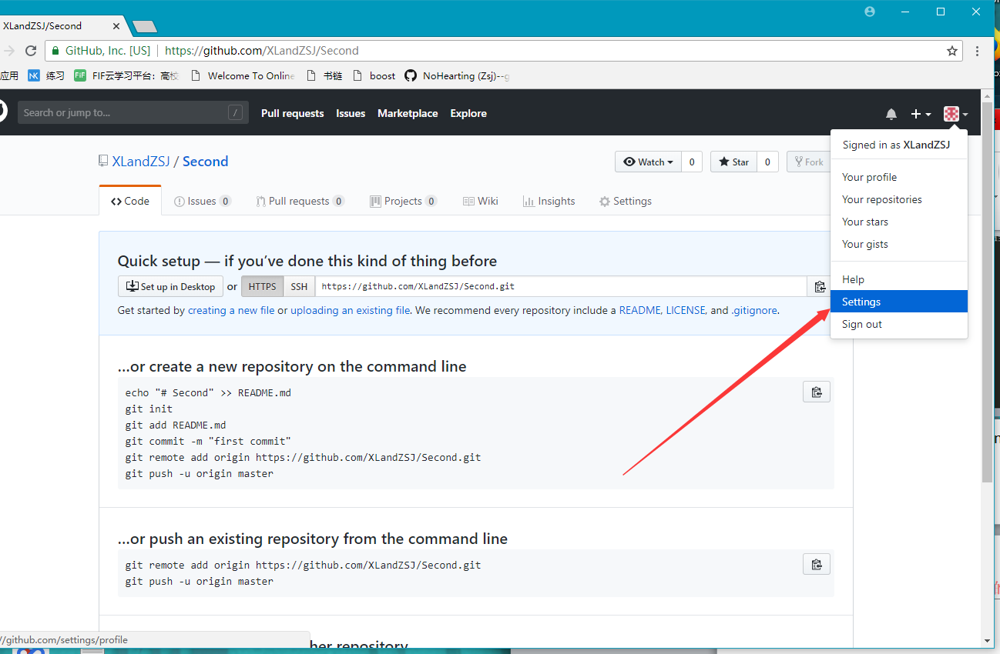 XLandZSJ/Second
GitHub, Inc. [US] https://github.com/XLandZSJ/Second
应用 NK 练习 FIF FIF云学习平台: 高校 Welcome To Online 书链 boost NoHearting (Zsj)--g
Search or jump to... / Pull requests Issues Marketplace Explore
Signed in as XLandZSJ
Your profile
Your repositories
Your stars
Your gists
Help
Settings
Sign out
XLandZSJ / Second
Watch 0 Star 0 Fork
Code Issues 0 Pull requests 0 Projects 0 Wiki Insights Settings
Quick setup — if you’ve done this kind of thing before
Set up in Desktop or HTTPS SSH https://github.com/XLandZSJ/Second.git
Get started by creating a new file or uploading an existing file. We recommend every repository include a README, LICENSE, and .gitignore.
…or create a new repository on the command line
echo "# Second" >> README.md
git init
git add README.md
git commit -m "first commit"
git remote add origin https://github.com/XLandZSJ/Second.git
git push -u origin master
…or push an existing repository from the command line
git remote add origin https://github.com/XLandZSJ/Second.git
git push -u origin master
her repository
//github.com/settings/profile